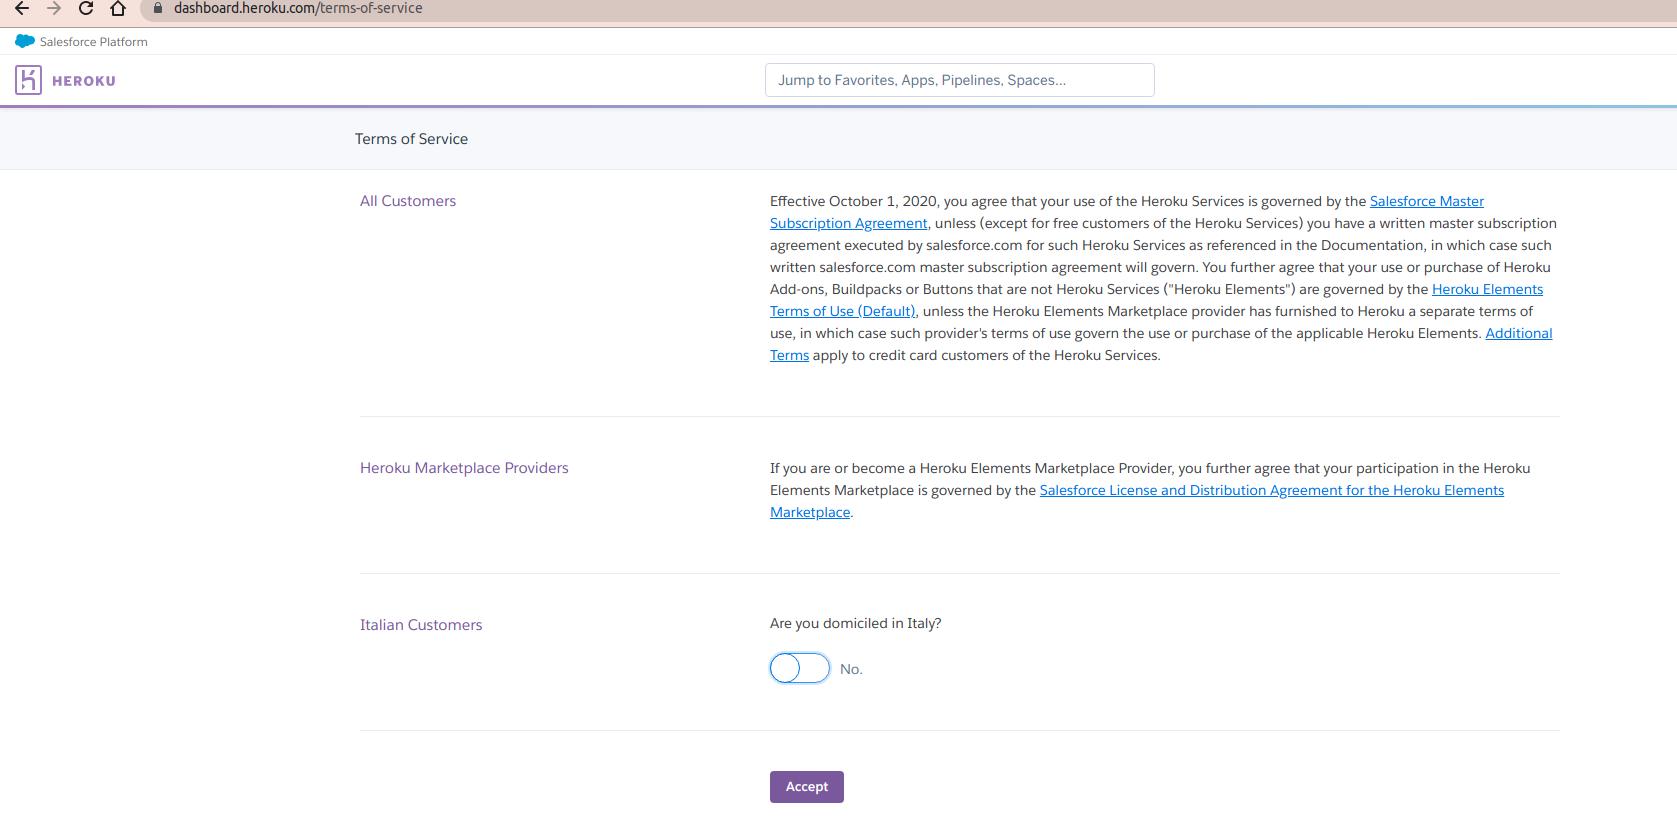 dashboard.heroku.com/terms-of-service
Salesforce Platform
HEROKU
Jump to Favorites, Apps, Pipelines, Spaces...
Terms of Service
All Customers
Effective October 1, 2020, you agree that your use of the Heroku Services is governed by the Salesforce Master
Subscription Agreement, unless (except for free customers of the Heroku Services) you have a written master subscription
agreement executed by salesforce.com for such Heroku Services as referenced in the Documentation, in which case such
written salesforce.com master subscription agreement will govern. You further agree that your use or purchase of Heroku
Add-ons, Buildpacks or Buttons that are not Heroku Services ("Heroku Elements") are governed by the Heroku Elements
Terms of Use (Default), unless the Heroku Elements Marketplace provider has furnished to Heroku a separate terms of
use, in which case such provider's terms of use govern the use or purchase of the applicable Heroku Elements. Additional
Terms apply to credit card customers of the Heroku Services.
Heroku Marketplace Providers
If you are or become a Heroku Elements Marketplace Provider, you further agree that your participation in the Heroku
Elements Marketplace is governed by the Salesforce License and Distribution Agreement for the Heroku Elements
Marketplace.
Italian Customers
Are you domiciled in Italy?
No.
Accept